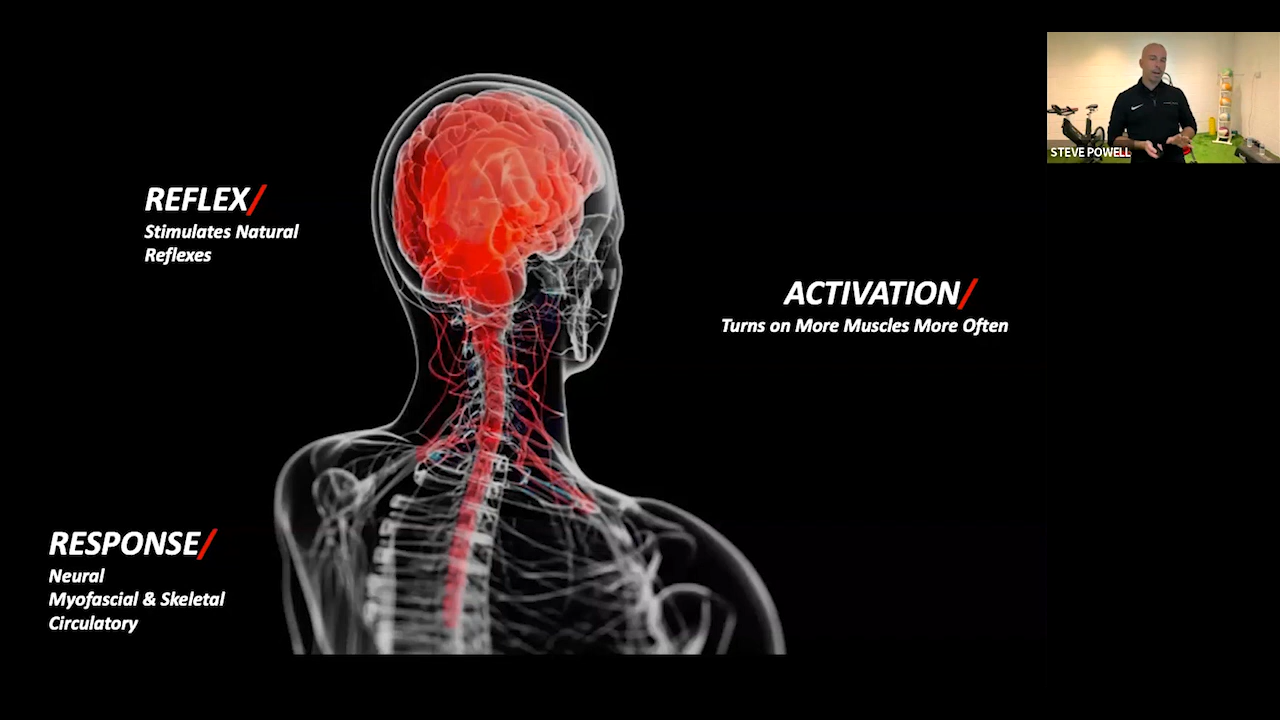 REFLEX/
Stimulates Natural
Reflexes
STEVE POWELL
ACTIVATION/
Turns on More Muscles More Often
RESPONSE/
Neural
Myofascial & Skeletal
Circulatory